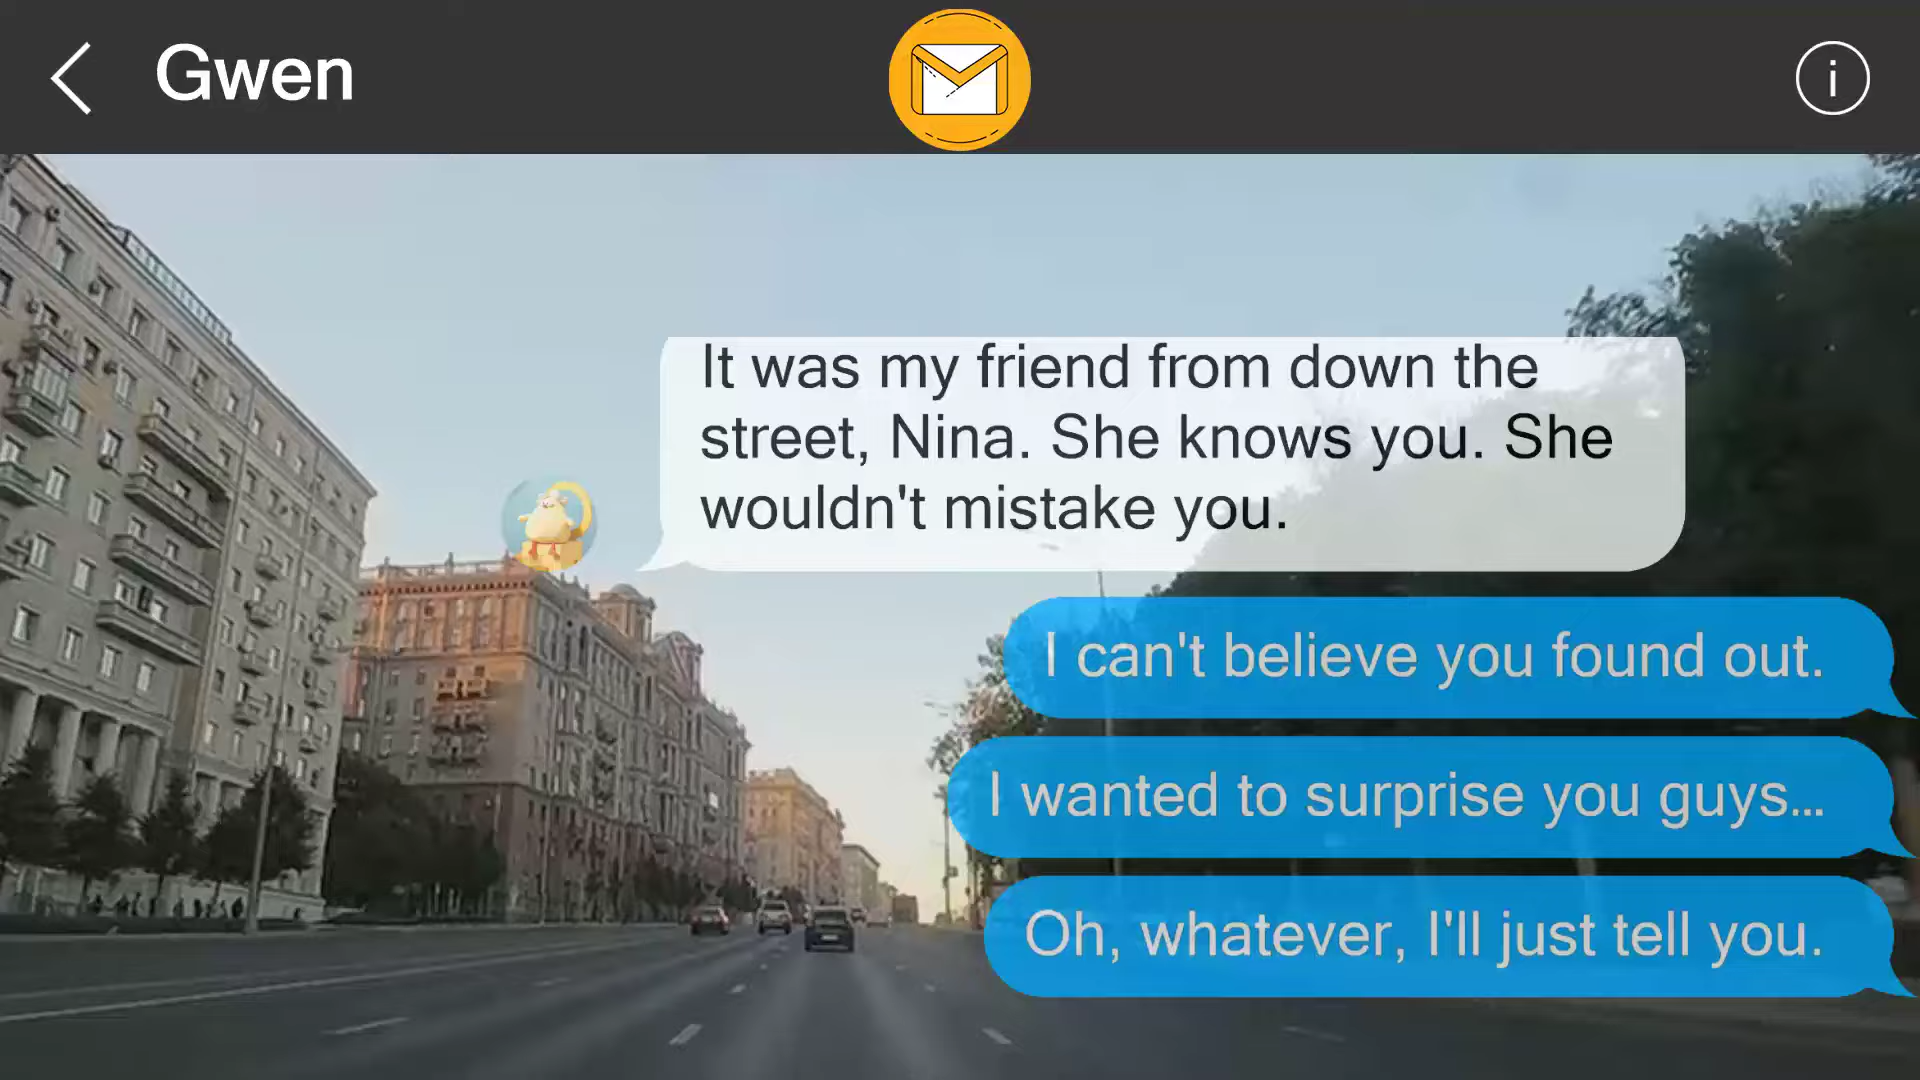 Gwen
It was my friend from down the
street, Nina. She knows you. She
wouldn't mistake you.
I can't believe you found out.
I wanted to surprise you guys...
Oh, whatever, I'll just tell you.